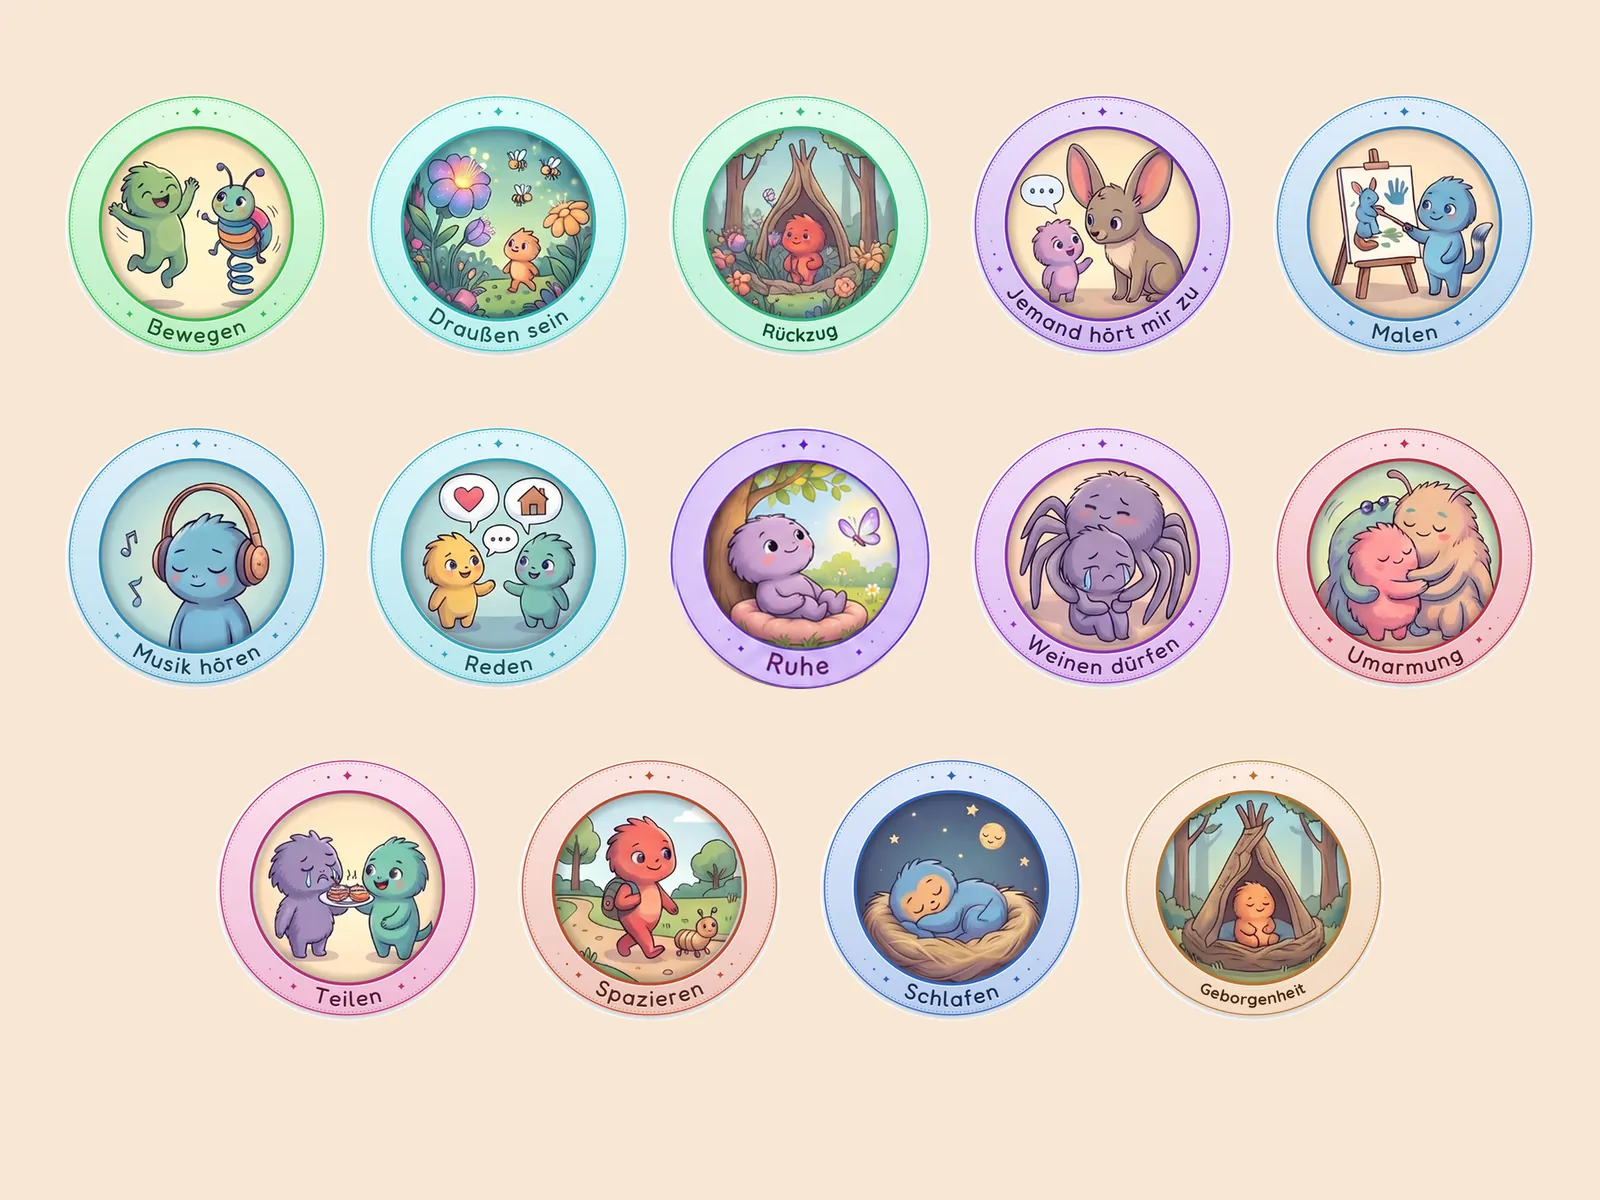 Bewegen
Draußen sein
Rückzug
Jemand hört mir zu
Malen
Musik hören
Reden
Ruhe
Weinen dürfen
Umarmung
Teilen
Spazieren
Schlafen
Geborgenheit